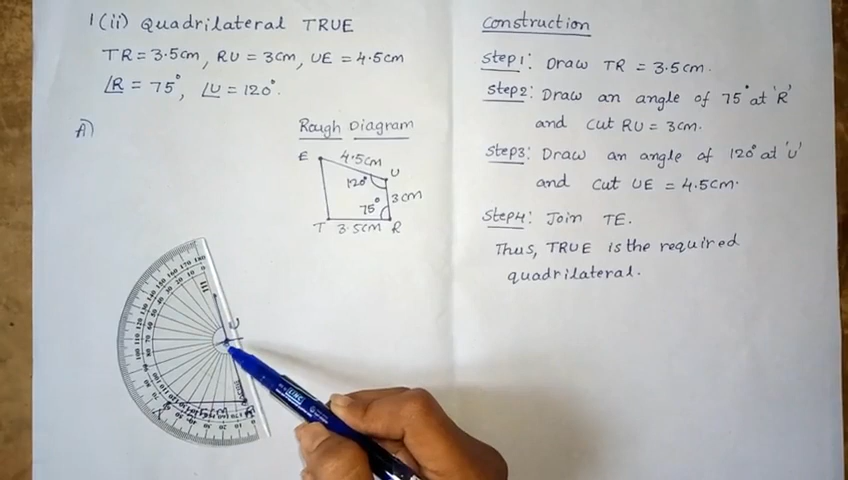 1(ii) Quadrilateral TRUE
TR = 3.5cm, RU = 3cm, UE = 4.5cm
∠R = 75°, ∠U = 120°.
A)
Rough Diagram
E 4.5cm U
120°
3cm
75°
T 3.5cm R
U
Construction
Step1: Draw TR = 3.5cm.
Step2: Draw an angle of 75° at 'R'
and cut RU = 3cm.
Step3: Draw an angle of 120° at 'U'
and cut UE = 4.5cm.
Step4: Join TE.
Thus, TRUE is the required
quadrilateral.